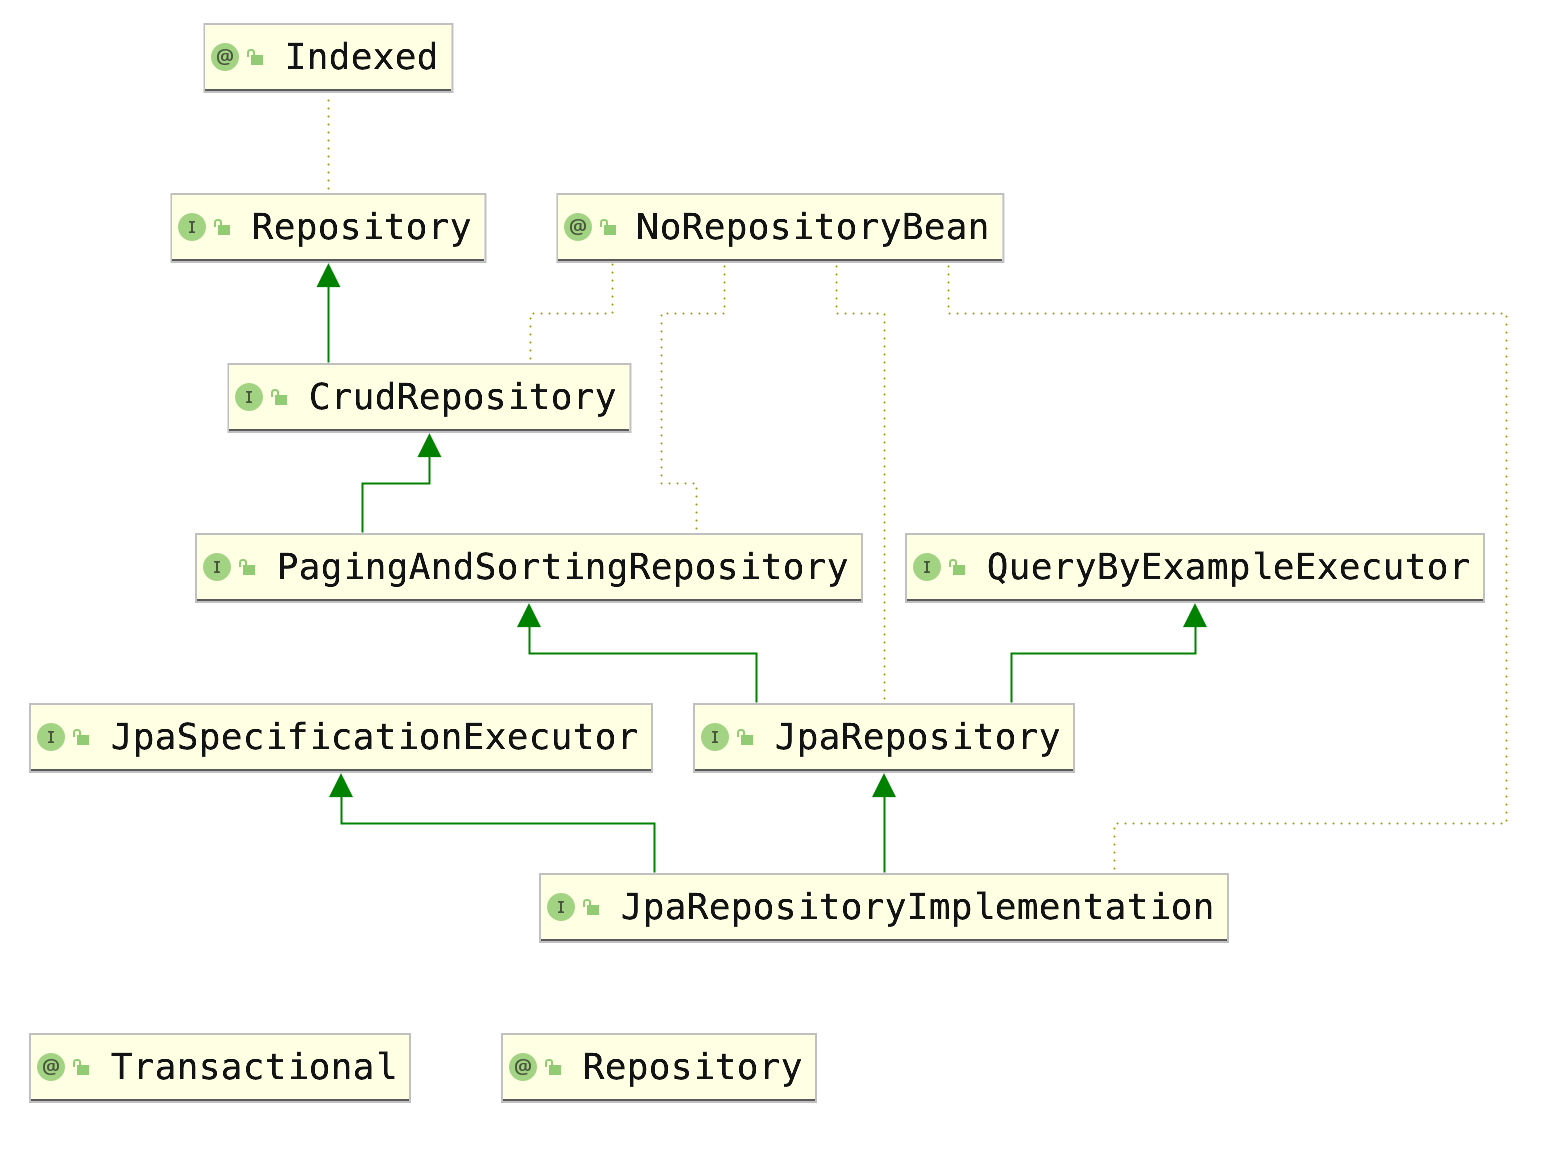 @ Indexed
I Repository
@ NoRepositoryBean
I CrudRepository
I PagingAndSortingRepository
I QueryByExampleExecutor
I JpaSpecificationExecutor
I JpaRepository
I JpaRepositoryImplementation
@ Transactional
@ Repository